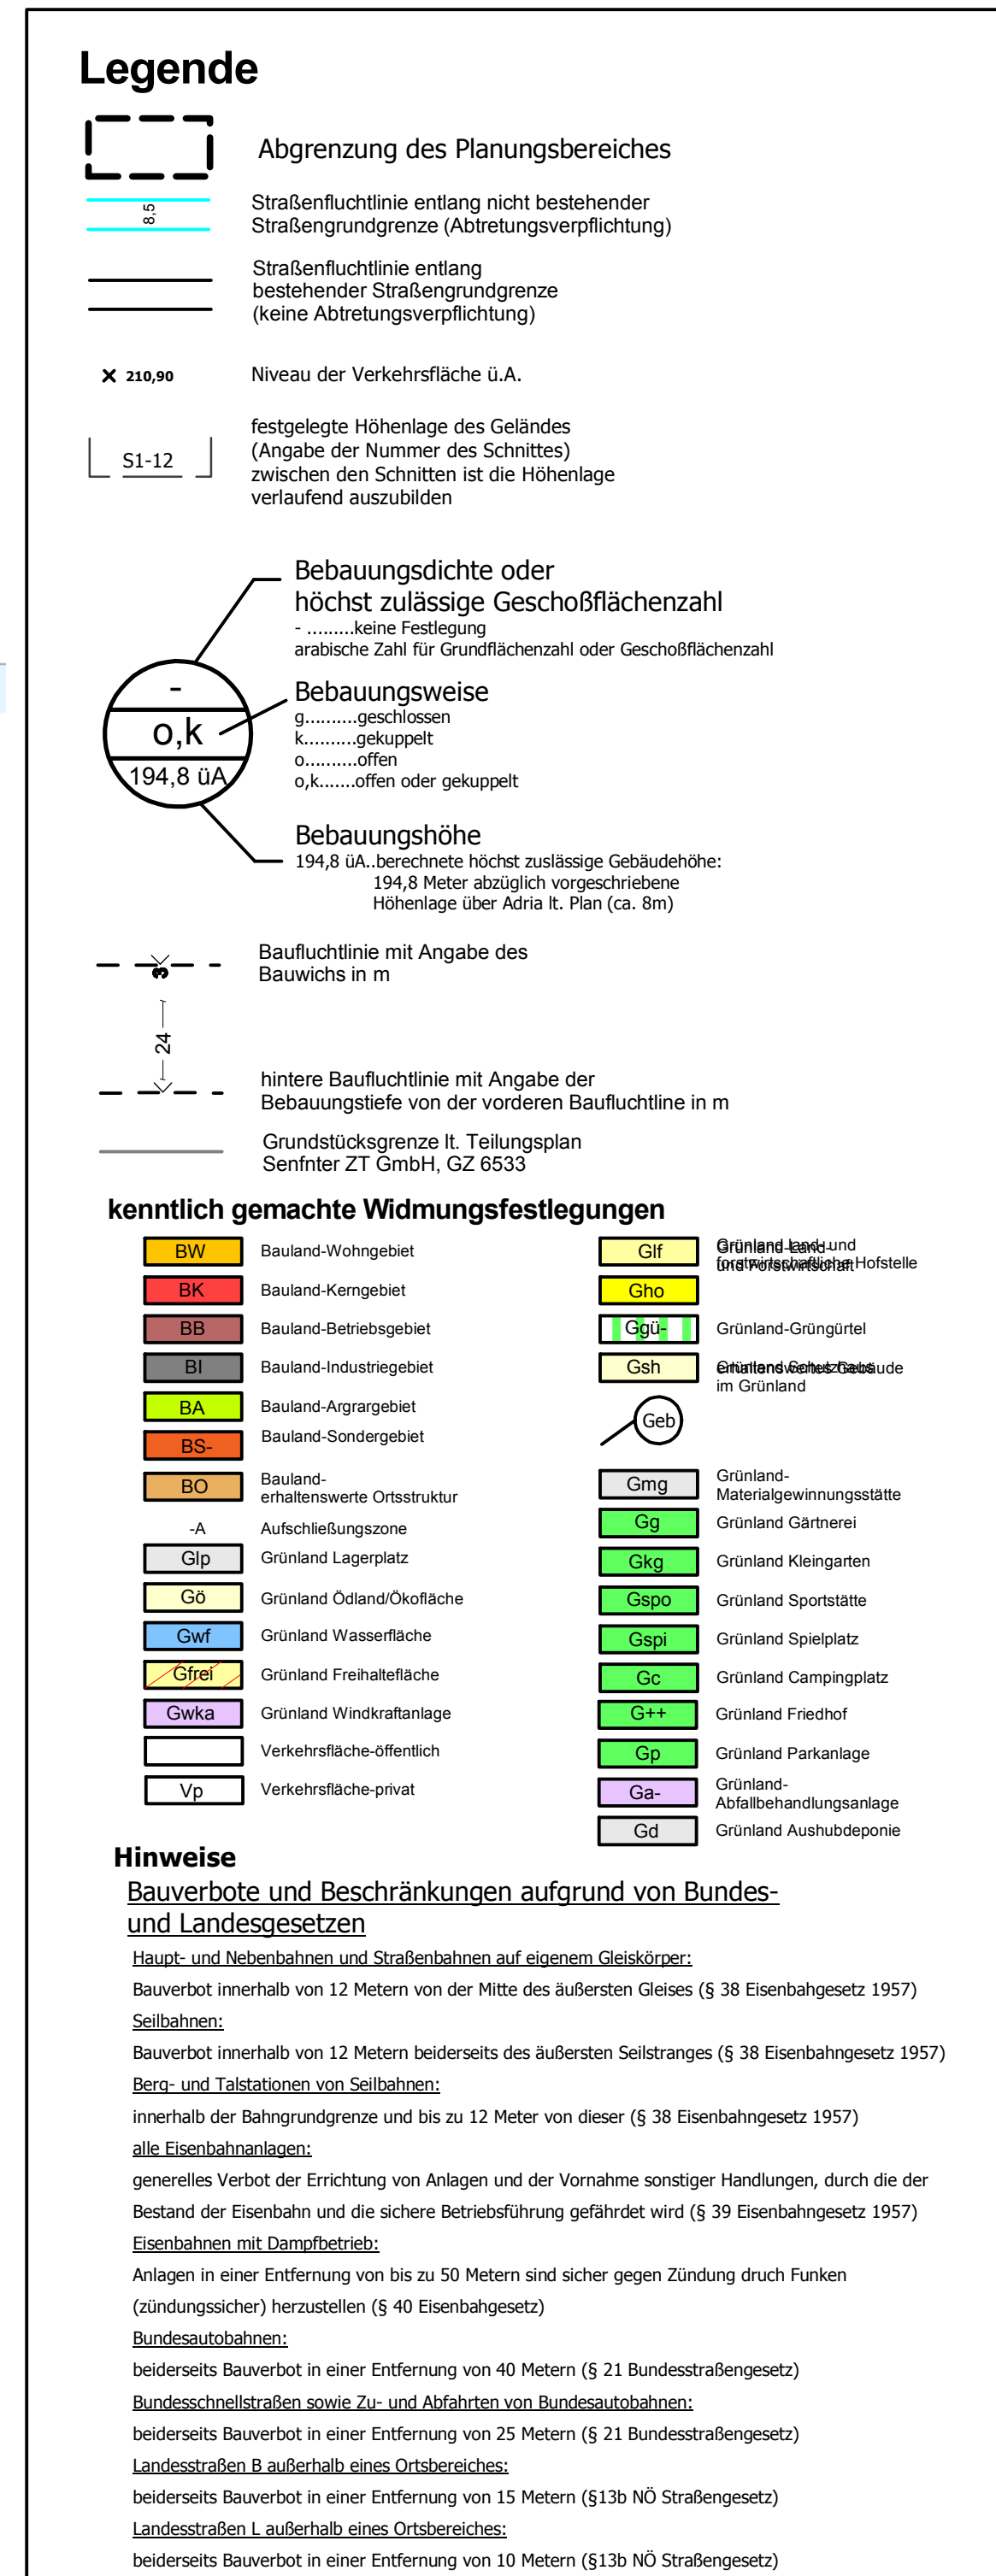 Legende
Abgrenzung des Planungsbereiches
8,5
Straßenfluchtlinie entlang nicht bestehender
Straßengrundgrenze (Abtretungsverpflichtung)
Straßenfluchtlinie entlang
bestehender Straßengrundgrenze
(keine Abtretungsverpflichtung)
× 210,90
Niveau der Verkehrsfläche ü.A.
S1-12
festgelegte Höhenlage des Geländes
(Angabe der Nummer des Schnittes)
zwischen den Schnitten ist die Höhenlage
verlaufend auszubilden
Bebauungsdichte oder
höchst zulässige Geschoßflächenzahl
- .........keine Festlegung
arabische Zahl für Grundflächenzahl oder Geschoßflächenzahl
-
o,k
194,8 üA
Bebauungsweise
g..........geschlossen
k..........gekuppelt
o..........offen
o,k.......offen oder gekuppelt
Bebauungshöhe
194,8 üA..berechnete höchst zuslässige Gebäudehöhe:
194,8 Meter abzüglich vorgeschriebene
Höhenlage über Adria lt. Plan (ca. 8m)
3
Baufluchtlinie mit Angabe des
Bauwichs in m
24
hintere Baufluchtlinie mit Angabe der
Bebauungstiefe von der vorderen Baufluchtline in m
Grundstücksgrenze lt. Teilungsplan
Senfnter ZT GmbH, GZ 6533
kenntlich gemachte Widmungsfestlegungen
BW Bauland-Wohngebiet
BK Bauland-Kerngebiet
BB Bauland-Betriebsgebiet
BI Bauland-Industriegebiet
BA Bauland-Argrargebiet
BS- Bauland-Sondergebiet
BO Bauland-
erhaltenswerte Ortsstruktur
-A Aufschließungszone
Glp Grünland Lagerplatz
Gö Grünland Ödland/Ökofläche
Gwf Grünland Wasserfläche
Gfrei Grünland Freihaltefläche
Gwka Grünland Windkraftanlage
Verkehrsfläche-öffentlich
Vp Verkehrsfläche-privat
Glf Grünland-Land-
und Forstwirtschaft
Grünland land- und
forstwirtschaftliche Hofstelle
Gho
Ggü- Grünland-Grüngürtel
Gsh Grünland Schutzhaus
erhaltenswertes Gebäude
im Grünland
Geb
Gmg Grünland-
Materialgewinnungsstätte
Gg Grünland Gärtnerei
Gkg Grünland Kleingarten
Gspo Grünland Sportstätte
Gspi Grünland Spielplatz
Gc Grünland Campingplatz
G++ Grünland Friedhof
Gp Grünland Parkanlage
Ga- Grünland-
Abfallbehandlungsanlage
Gd Grünland Aushubdeponie
Hinweise
Bauverbote und Beschränkungen aufgrund von Bundes-
und Landesgesetzen
Haupt- und Nebenbahnen und Straßenbahnen auf eigenem Gleiskörper:
Bauverbot innerhalb von 12 Metern von der Mitte des äußersten Gleises (§ 38 Eisenbahgesetz 1957)
Seilbahnen:
Bauverbot innerhalb von 12 Metern beiderseits des äußersten Seilstranges (§ 38 Eisenbahngesetz 1957)
Berg- und Talstationen von Seilbahnen:
innerhalb der Bahngrundgrenze und bis zu 12 Meter von dieser (§ 38 Eisenbahngesetz 1957)
alle Eisenbahnanlagen:
generelles Verbot der Errichtung von Anlagen und der Vornahme sonstiger Handlungen, durch die der
Bestand der Eisenbahn und die sichere Betriebsführung gefährdet wird (§ 39 Eisenbahngesetz 1957)
Eisenbahnen mit Dampfbetrieb:
Anlagen in einer Entfernung von bis zu 50 Metern sind sicher gegen Zündung druch Funken
(zündungssicher) herzustellen (§ 40 Eisenbahgesetz)
Bundesautobahnen:
beiderseits Bauverbot in einer Entfernung von 40 Metern (§ 21 Bundesstraßengesetz)
Bundesschnellstraßen sowie Zu- und Abfahrten von Bundesautobahnen:
beiderseits Bauverbot in einer Entfernung von 25 Metern (§ 21 Bundesstraßengesetz)
Landesstraßen B außerhalb eines Ortsbereiches:
beiderseits Bauverbot in einer Entfernung von 15 Metern (§13b NÖ Straßengesetz)
Landesstraßen L außerhalb eines Ortsbereiches:
beiderseits Bauverbot in einer Entfernung von 10 Metern (§13b NÖ Straßengesetz)